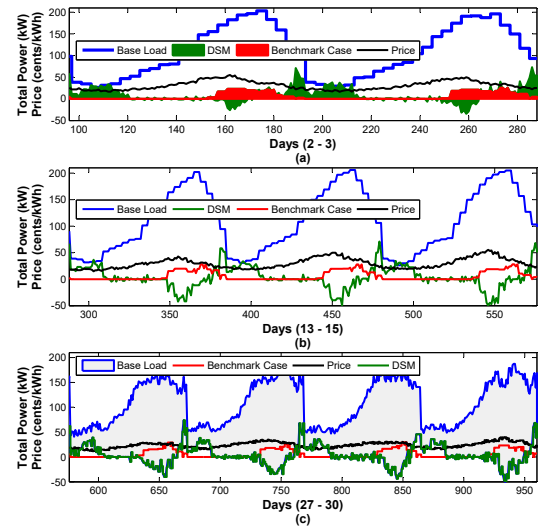 Total Power (kW)
Price (cents/kWh)
200
150
100
50
0
-50
Base Load DSM Benchmark Case Price
100 120 140 160 180 200 220 240 260 280
Days (2 - 3)
(a)
Total Power (kW)
Price (cents/kWh)
200
150
100
50
0
-50
Base Load DSM Benchmark Case Price
300 350 400 450 500 550
Days (13 - 15)
(b)
Total Power (kW)
Price (cents/kWh)
200
150
100
50
0
-50
Base Load Benchmark Case Price DSM
600 650 700 750 800 850 900 950
Days (27 - 30)
(c)